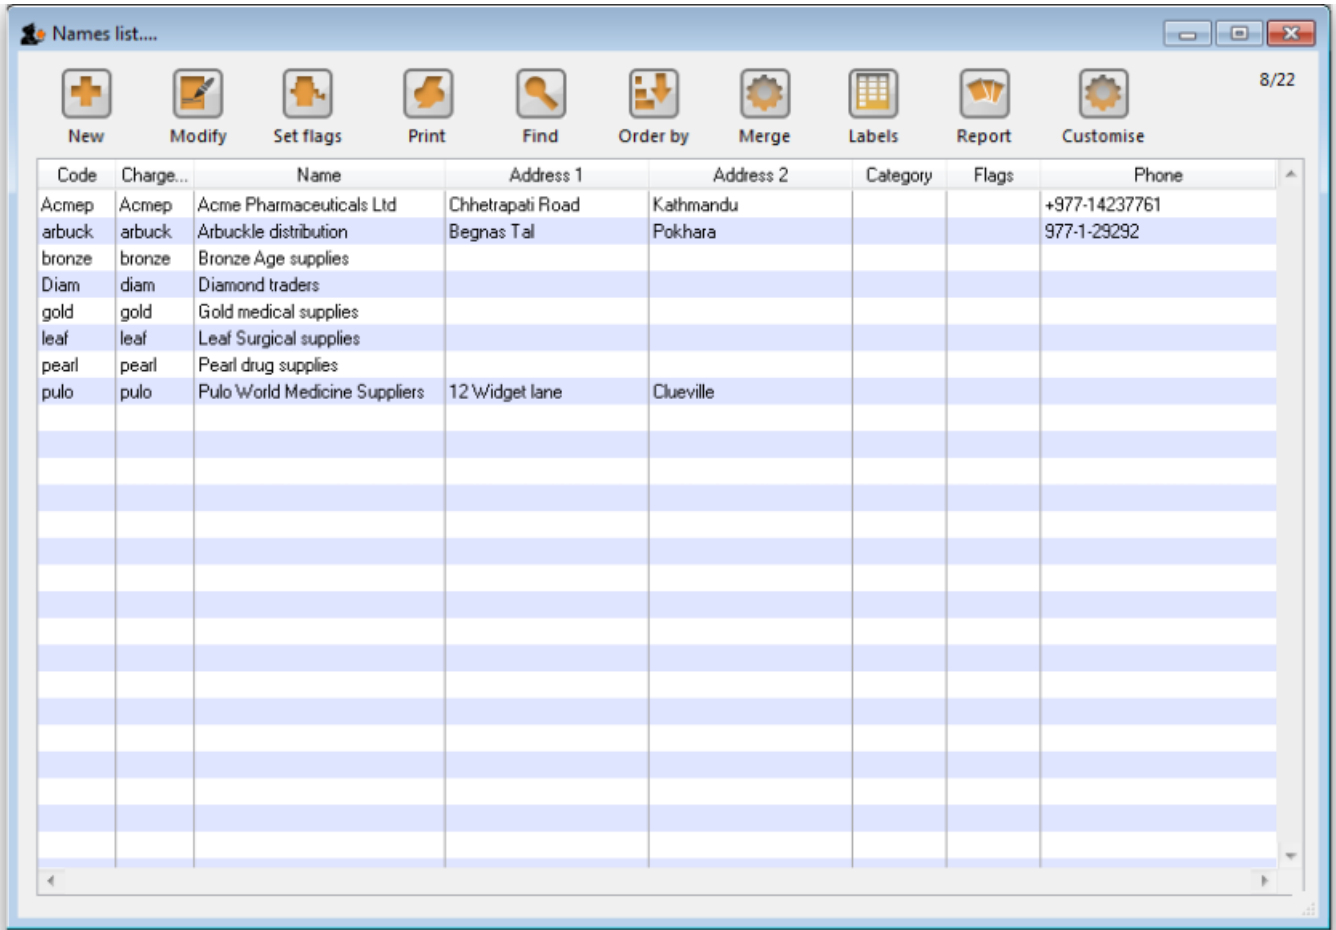 Names list....
8/22
New Modify Set flags Print Find Order by Merge Labels Report Customise
Code Charge... Name Address 1 Address 2 Category Flags Phone
Acmep Acmep Acme Pharmaceuticals Ltd Chhetrapati Road Kathmandu +977-14237761
arbuck arbuck Arbuckle distribution Begnas Tal Pokhara 977-1-29292
bronze bronze Bronze Age supplies
Diam diam Diamond traders
gold gold Gold medical supplies
leaf leaf Leaf Surgical supplies
pearl pearl Pearl drug supplies
pulo pulo Pulo World Medicine Suppliers 12 Widget lane Clueville